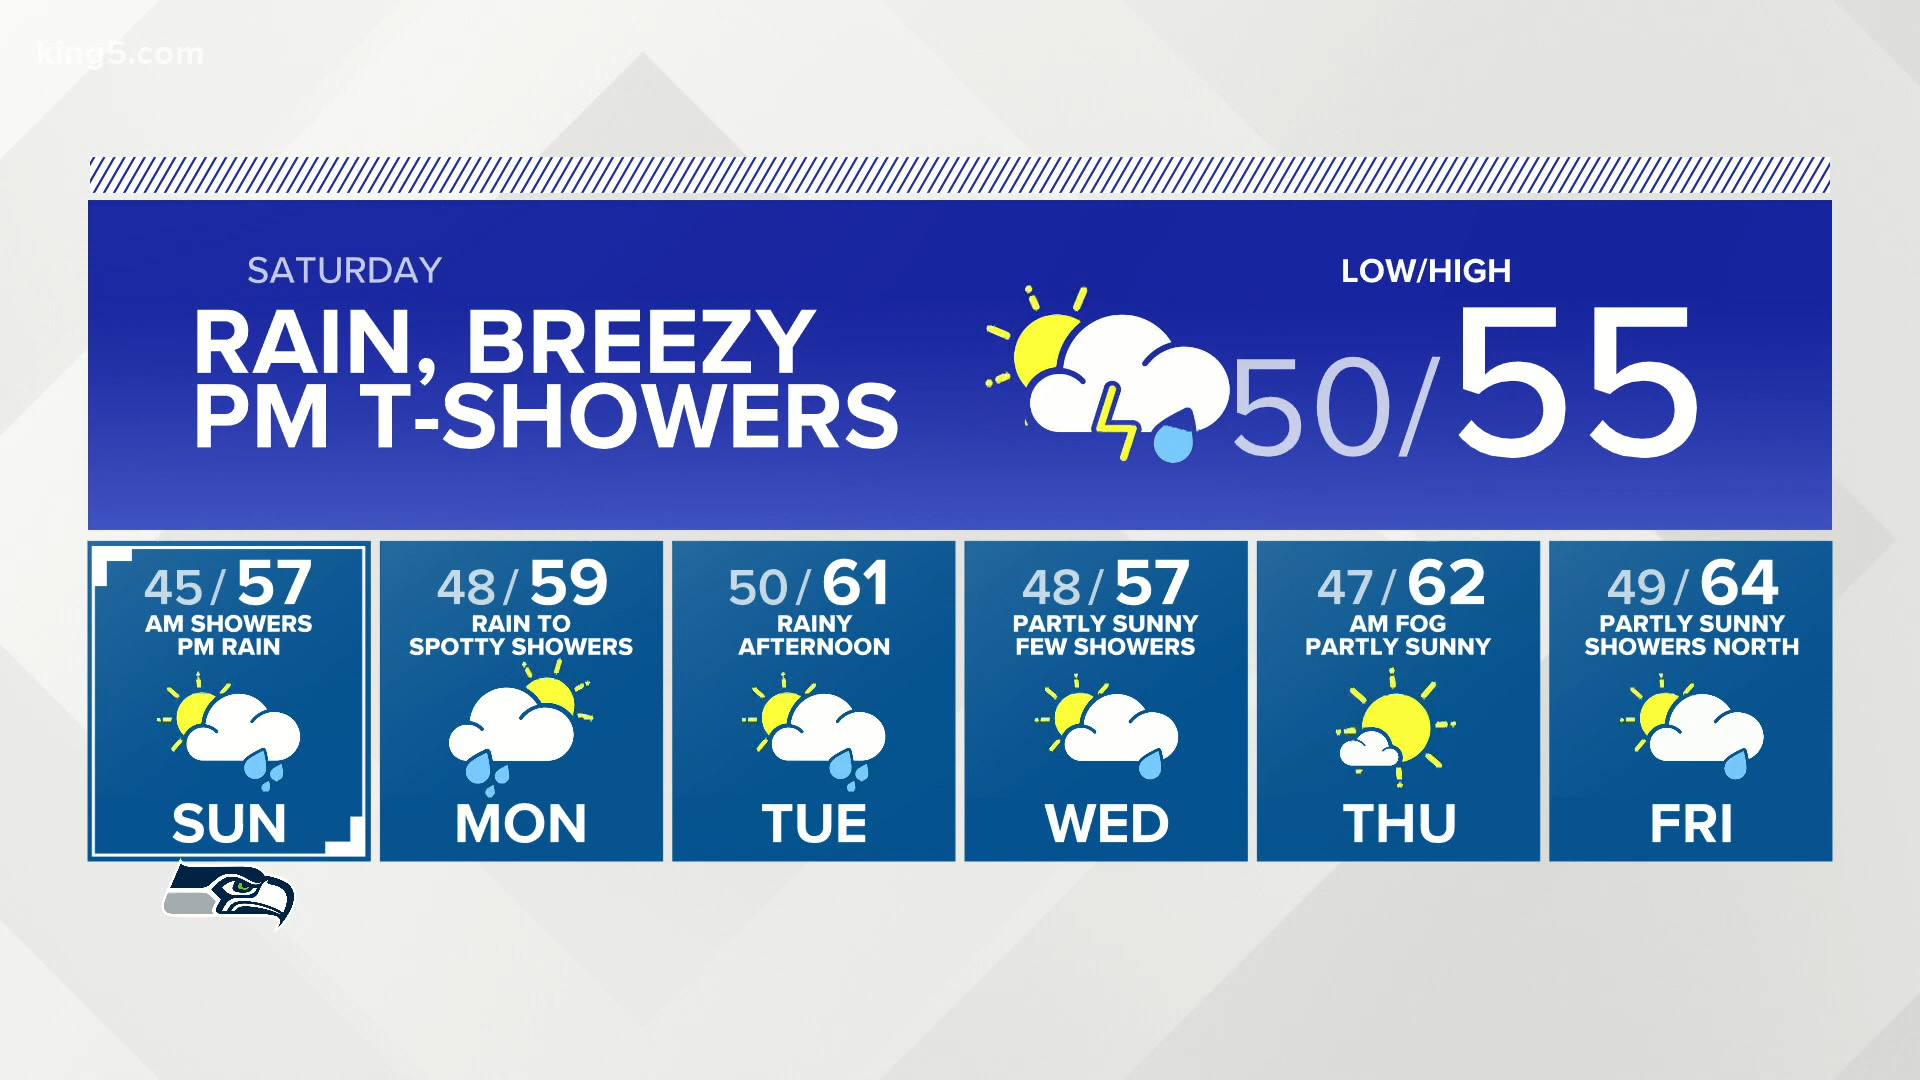 king5.com
SATURDAY
RAIN, BREEZY
PM T-SHOWERS
LOW/HIGH
50/55
45/57
AM SHOWERS
PM RAIN
SUN
48/59
RAIN TO
SPOTTY SHOWERS
MON
50/61
RAINY
AFTERNOON
TUE
48/57
PARTLY SUNNY
FEW SHOWERS
WED
47/62
AM FOG
PARTLY SUNNY
THU
49/64
PARTLY SUNNY
SHOWERS NORTH
FRI